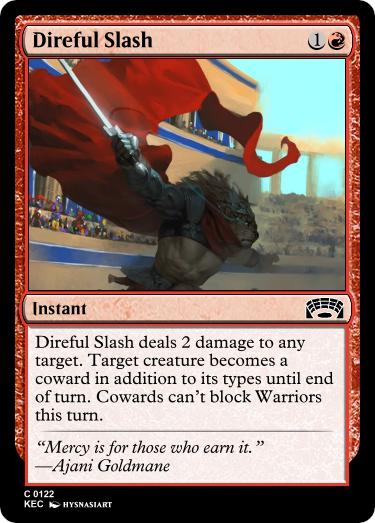 Direful Slash 1
Instant
Direful Slash deals 2 damage to any
target. Target creature becomes a
coward in addition to its types until end
of turn. Cowards can't block Warriors
this turn.
“Mercy is for those who earn it.”
—Ajani Goldmane
C 0122
KEC HYSNASIART